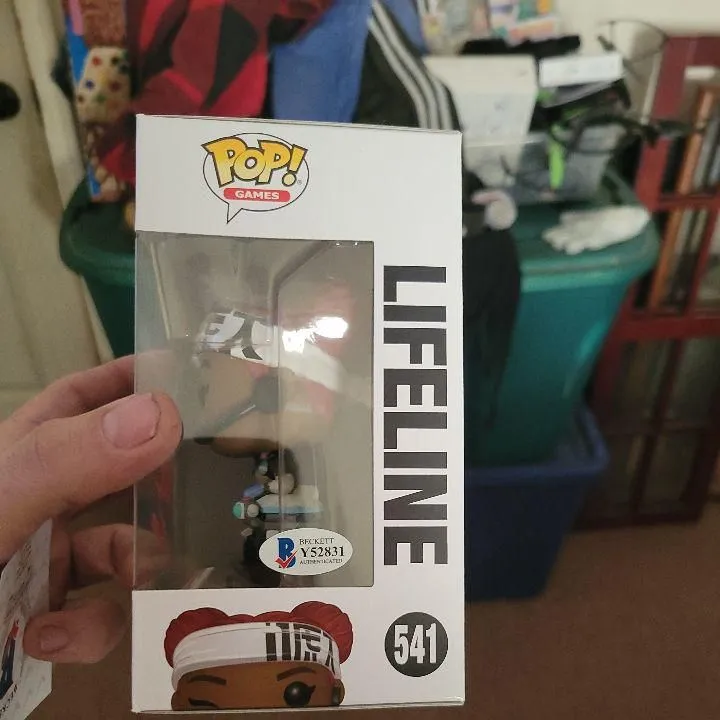 POP!
GAMES
LIFELINE
BECKETT
Y52831
AUTHENTICATED
541